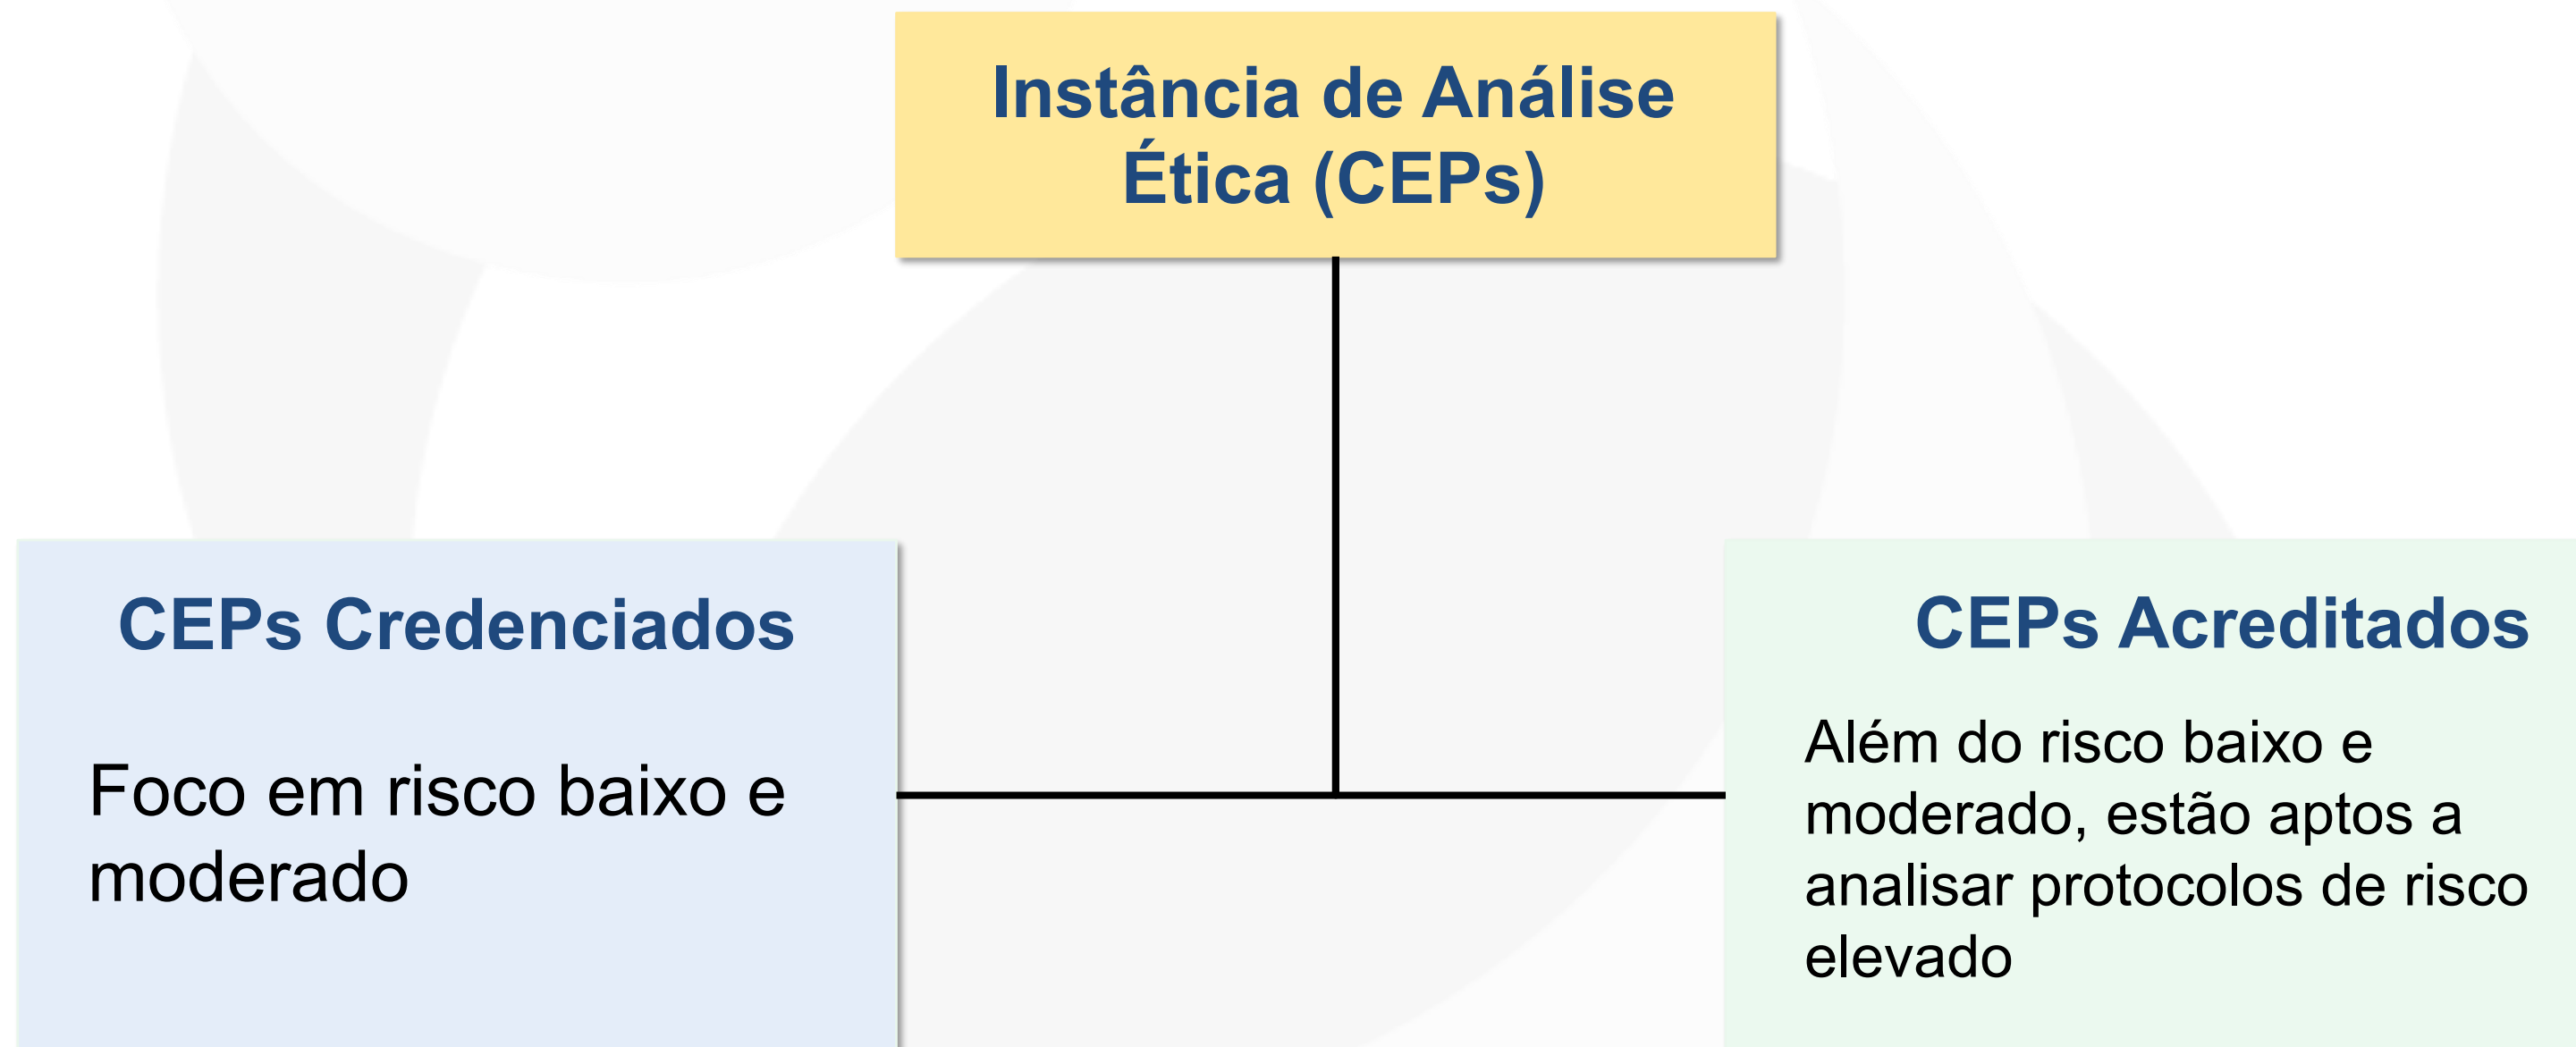 Instância de Análise
Ética (CEPs)
CEPs Credenciados
Foco em risco baixo e
moderado
CEPs Acreditados
Além do risco baixo e
moderado, estão aptos a
analisar protocolos de risco
elevado